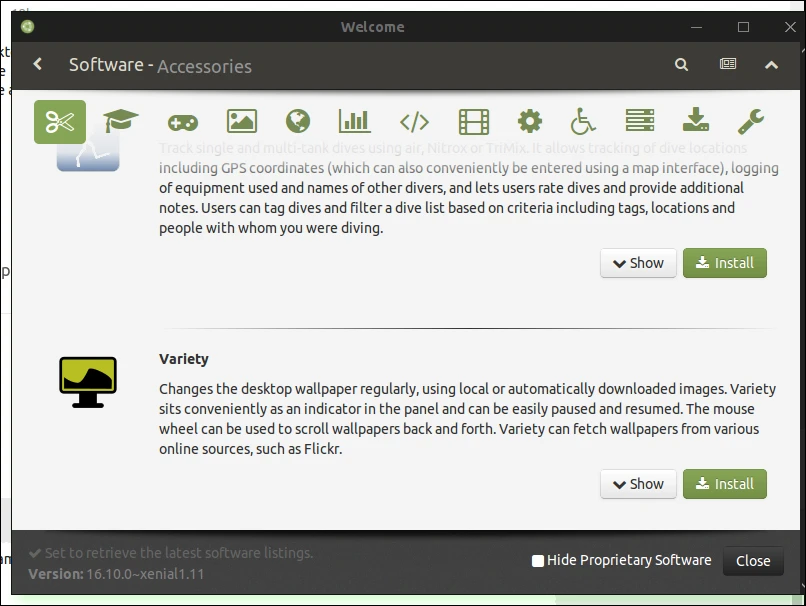 Welcome
Software - Accessories
Track single and multi-tank dives using air, Nitrox or TriMix. It allows tracking of dive locations
including GPS coordinates (which can also conveniently be entered using a map interface), logging
of equipment used and names of other divers, and lets users rate dives and provide additional
notes. Users can tag dives and filter a dive list based on criteria including tags, locations and
people with whom you were diving.
Show Install
Variety
Changes the desktop wallpaper regularly, using local or automatically downloaded images. Variety
sits conveniently as an indicator in the panel and can be easily paused and resumed. The mouse
wheel can be used to scroll wallpapers back and forth. Variety can fetch wallpapers from various
online sources, such as Flickr.
Show Install
Set to retrieve the latest software listings.
Hide Proprietary Software Close
Version: 16.10.0~xenial1.11